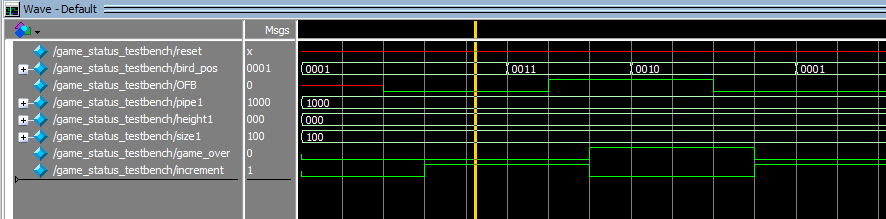 Wave - Default
Msgs
/game_status_testbench/reset x
/game_status_testbench/bird_pos 0001 0001 0011 0010 0001
/game_status_testbench/OFB 0
/game_status_testbench/pipe1 1000 1000
/game_status_testbench/height1 000 000
/game_status_testbench/size1 100 100
/game_status_testbench/game_over 0
/game_status_testbench/increment 1